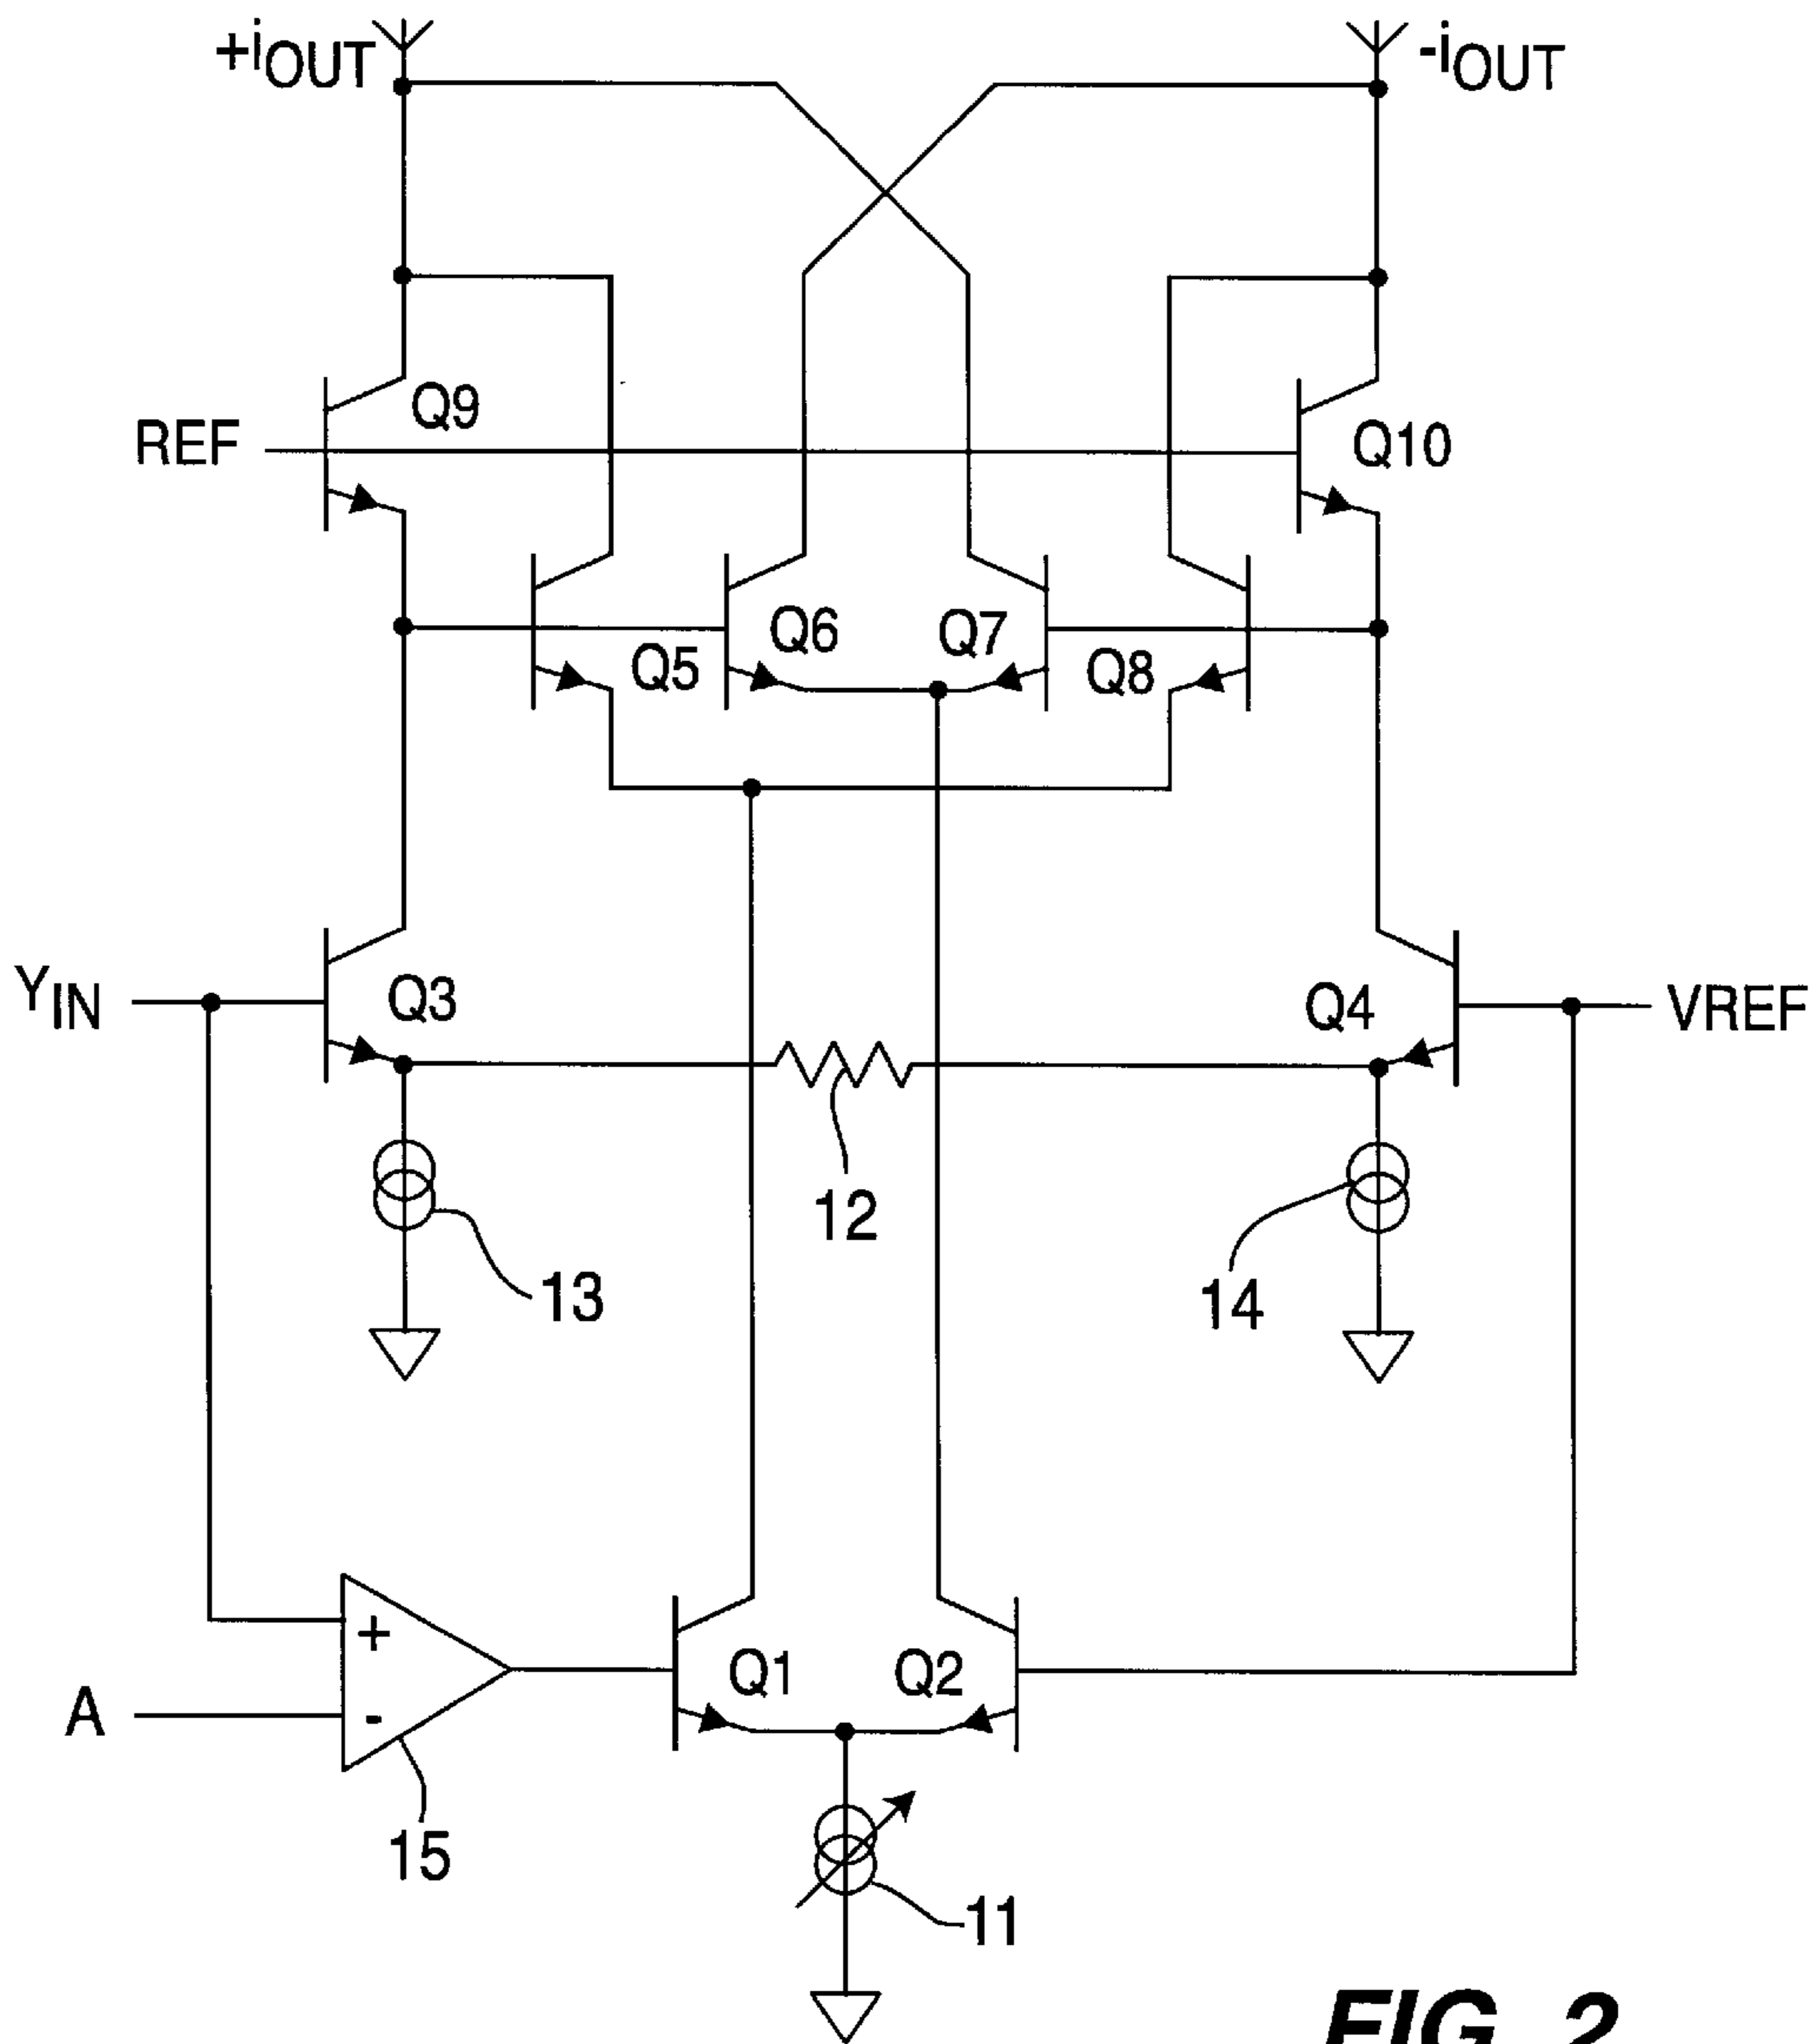 +iOUT
-iOUT
Q9
REF
Q10
Q6
Q7
Q5
Q8
YIN
Q3
Q4
VREF
12
13
14
+
Q1
Q2
A
-
15
11
FIG. 2